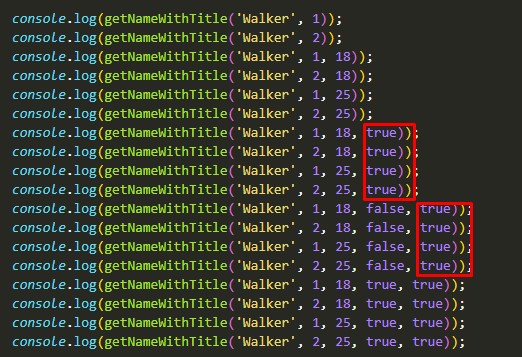 console.log(getNameWithTitle('Walker', 1));
console.log(getNameWithTitle('Walker', 2));
console.log(getNameWithTitle('Walker', 1, 18));
console.log(getNameWithTitle('Walker', 2, 18));
console.log(getNameWithTitle('Walker', 1, 25));
console.log(getNameWithTitle('Walker', 2, 25));
console.log(getNameWithTitle('Walker', 1, 18, true));
console.log(getNameWithTitle('Walker', 2, 18, true));
console.log(getNameWithTitle('Walker', 1, 25, true));
console.log(getNameWithTitle('Walker', 2, 25, true));
console.log(getNameWithTitle('Walker', 1, 18, false, true));
console.log(getNameWithTitle('Walker', 2, 18, false, true));
console.log(getNameWithTitle('Walker', 1, 25, false, true));
console.log(getNameWithTitle('Walker', 2, 25, false, true));
console.log(getNameWithTitle('Walker', 1, 18, true, true));
console.log(getNameWithTitle('Walker', 2, 18, true, true));
console.log(getNameWithTitle('Walker', 1, 25, true, true));
console.log(getNameWithTitle('Walker', 2, 25, true, true));